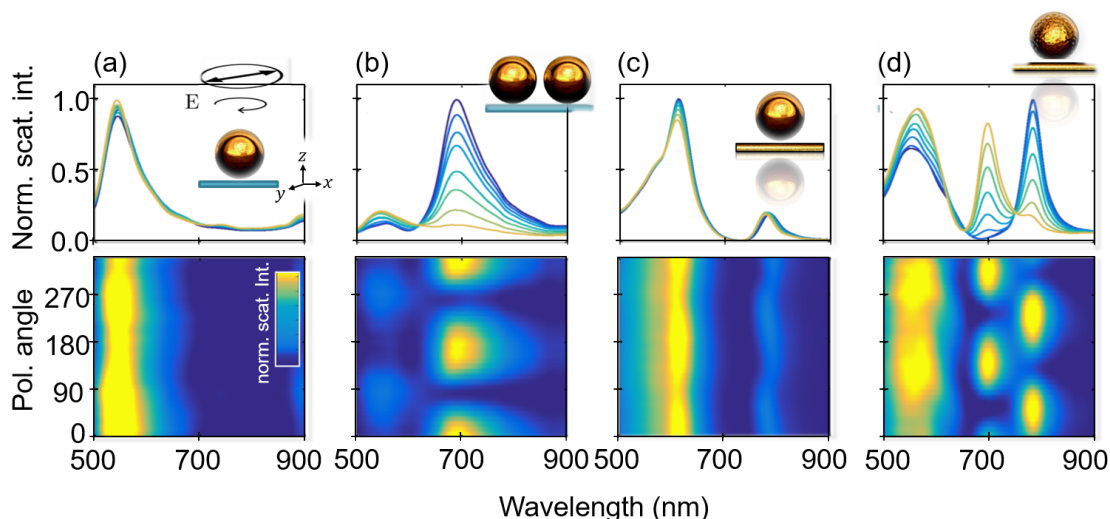 (a)
(b)
(c)
(d)
E
z
y
x
Norm. scat. int.
1.0
0.5
0.0
norm. scat. Int.
Pol. angle
270
180
90
0
500
700
900
500
700
900
500
700
900
500
700
900
Wavelength (nm)